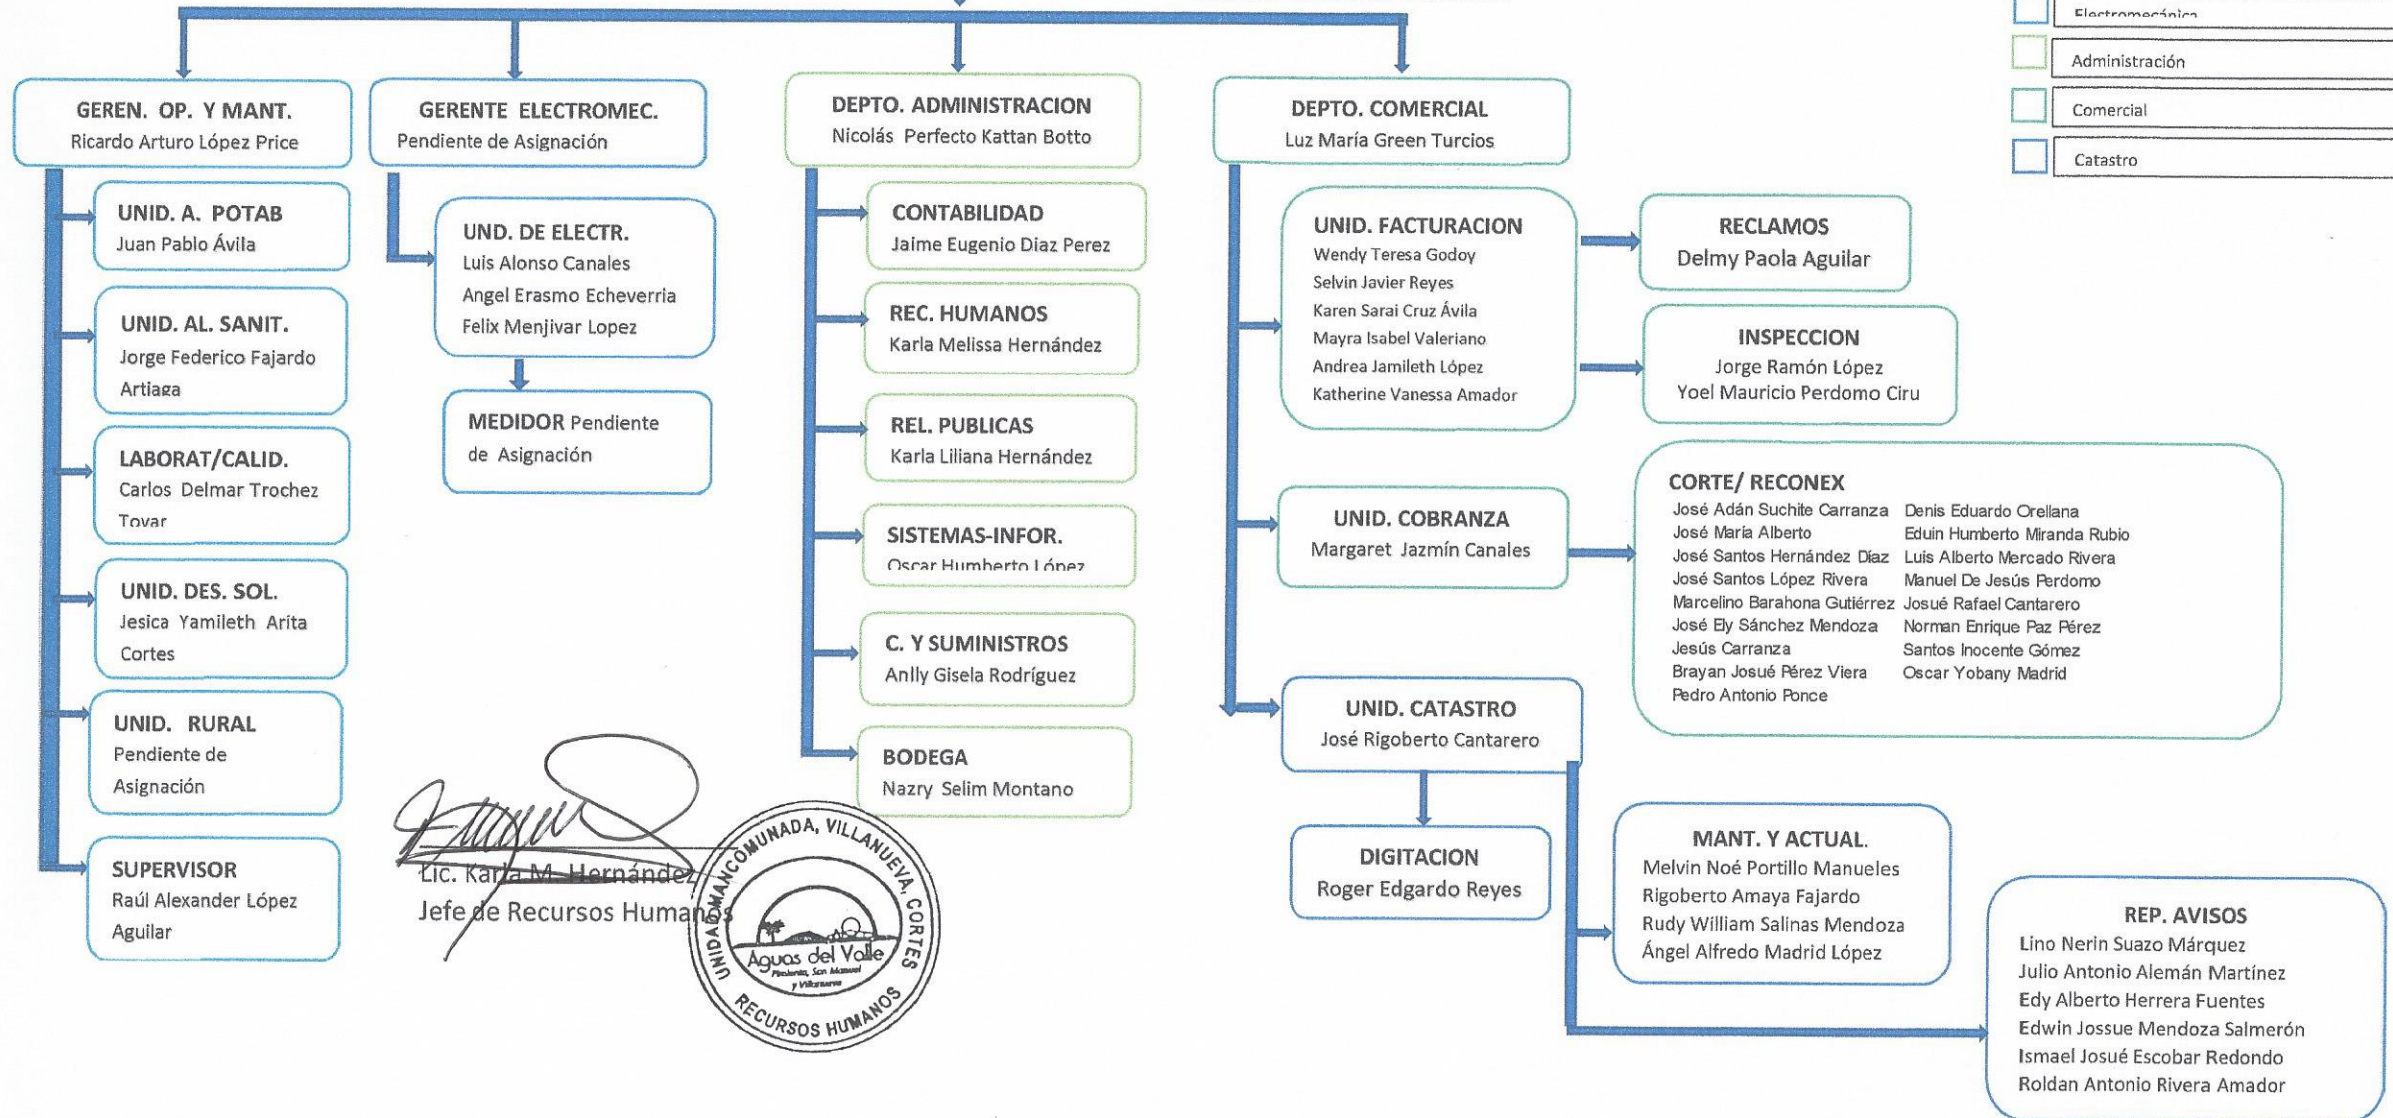 Electromecánica
Administración
Comercial
Catastro
GEREN. OP. Y MANT.
Ricardo Arturo López Price
UNID. A. POTAB
Juan Pablo Ávila
UNID. AL. SANIT.
Jorge Federico Fajardo
Artiaga
LABORAT/CALID.
Carlos Delmar Trochez
Tovar
UNID. DES. SOL.
Jesica Yamileth Arita
Cortes
UNID. RURAL
Pendiente de
Asignación
SUPERVISOR
Raúl Alexander López
Aguilar
GERENTE ELECTROMEC.
Pendiente de Asignación
UND. DE ELECTR.
Luis Alonso Canales
Angel Erasmo Echeverria
Felix Menjivar Lopez
MEDIDOR Pendiente
de Asignación
DEPTO. ADMINISTRACION
Nicolás Perfecto Kattan Botto
CONTABILIDAD
Jaime Eugenio Diaz Perez
REC. HUMANOS
Karla Melissa Hernández
REL. PUBLICAS
Karla Liliana Hernández
SISTEMAS-INFOR.
Oscar Humberto López
C. Y SUMINISTROS
Anlly Gisela Rodríguez
BODEGA
Nazry Selim Montano
DEPTO. COMERCIAL
Luz María Green Turcios
UNID. FACTURACION
Wendy Teresa Godoy
Selvin Javier Reyes
Karen Sarai Cruz Ávila
Mayra Isabel Valeriano
Andrea Jamileth López
Katherine Vanessa Amador
RECLAMOS
Delmy Paola Aguilar
INSPECCION
Jorge Ramón López
Yoel Mauricio Perdomo Ciru
UNID. COBRANZA
Margaret Jazmín Canales
CORTE/ RECONEX
José Adán Suchite Carranza Denis Eduardo Orellana
José María Alberto Eduin Humberto Miranda Rubio
José Santos Hernández Díaz Luis Alberto Mercado Rivera
José Santos López Rivera Manuel De Jesús Perdomo
Marcelino Barahona Gutiérrez Josué Rafael Cantarero
José Ely Sánchez Mendoza Norman Enrique Paz Pérez
Jesús Carranza Santos Inocente Gómez
Brayan Josué Pérez Viera Oscar Yobany Madrid
Pedro Antonio Ponce
UNID. CATASTRO
José Rigoberto Cantarero
DIGITACION
Roger Edgardo Reyes
MANT. Y ACTUAL.
Melvin Noé Portillo Manueles
Rigoberto Amaya Fajardo
Rudy William Salinas Mendoza
Ángel Alfredo Madrid López
REP. AVISOS
Lino Nerin Suazo Márquez
Julio Antonio Alemán Martínez
Edy Alberto Herrera Fuentes
Edwin Jossue Mendoza Salmerón
Ismael Josué Escobar Redondo
Roldan Antonio Rivera Amador
Lic. Karla M. Hernández
Jefe de Recursos Humanos
UNIDAD MANCOMUNADA, VILLANUEVA, CORTES
Aguas del Valle
Pimienta, San Manuel
y Villanueva
RECURSOS HUMANOS